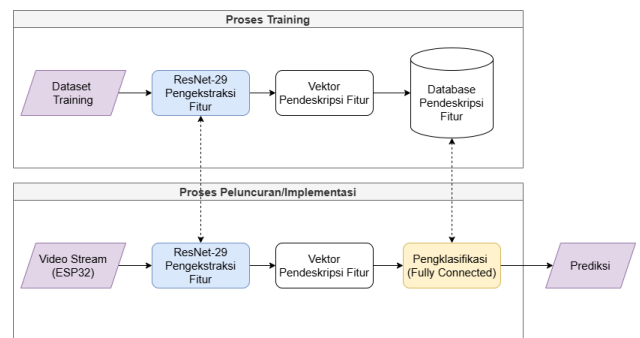 Proses Training
Dataset
Training
ResNet-29
Pengekstraksi
Fitur
Vektor
Pendeskripsi Fitur
Database
Pendeskripsi
Fitur
Proses Peluncuran/Implementasi
Video Stream
(ESP32)
ResNet-29
Pengekstraksi
Fitur
Vektor
Pendeskripsi Fitur
Pengklasifikasi
(Fully Connected)
Prediksi